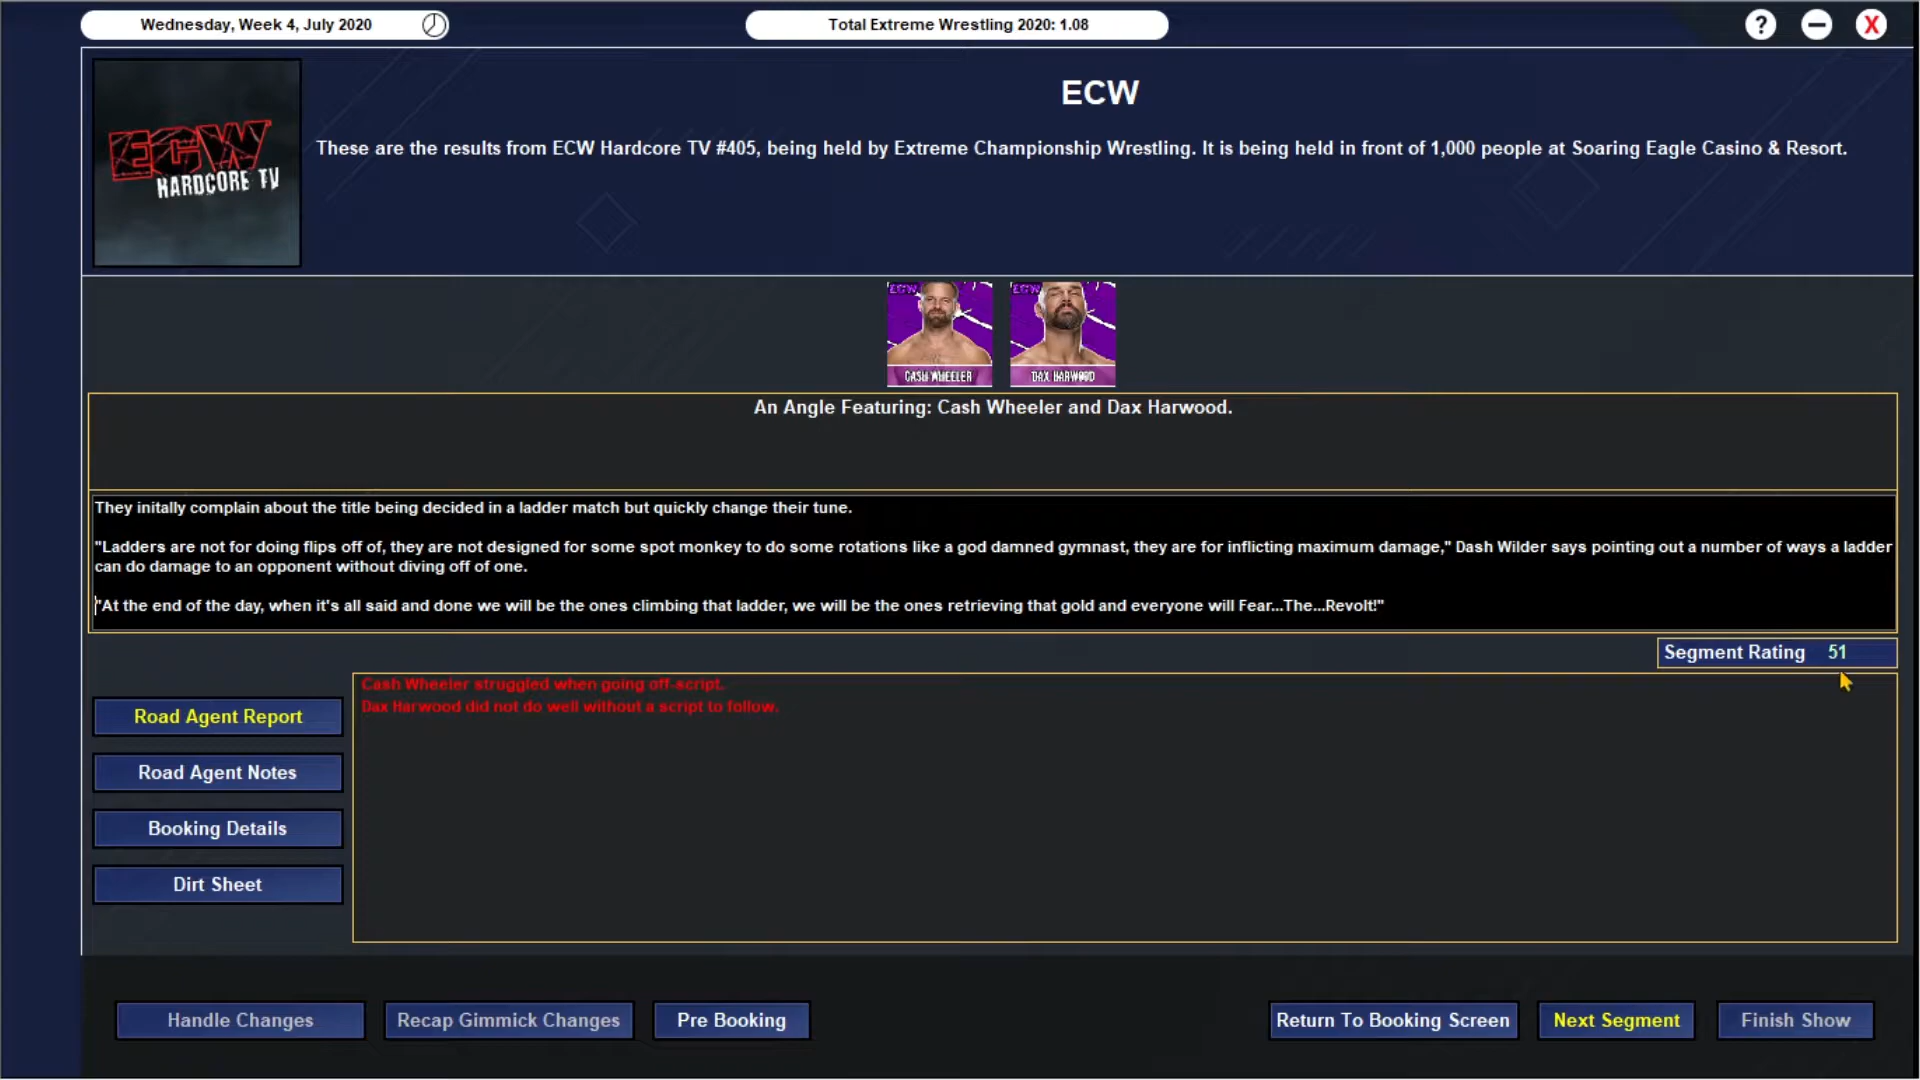 Wednesday, Week 4, July 2020
Total Extreme Wrestling 2020: 1.08
?
X
ECW
HARDCORE TV
ECW
These are the results from ECW Hardcore TV #405, being held by Extreme Championship Wrestling. It is being held in front of 1,000 people at Soaring Eagle Casino & Resort.
ECW
CASH WHEELER
ECW
DAX HARWOOD
An Angle Featuring: Cash Wheeler and Dax Harwood.
They initally complain about the title being decided in a ladder match but quickly change their tune.
"Ladders are not for doing flips off of, they are not designed for some spot monkey to do some rotations like a god damned gymnast, they are for inflicting maximum damage," Dash Wilder says pointing out a number of ways a ladder
can do damage to an opponent without diving off of one.
"At the end of the day, when it's all said and done we will be the ones climbing that ladder, we will be the ones retrieving that gold and everyone will Fear...The...Revolt!"
Segment Rating 51
Cash Wheeler struggled when going off-script.
Dax Harwood did not do well without a script to follow.
Road Agent Report
Road Agent Notes
Booking Details
Dirt Sheet
Handle Changes
Recap Gimmick Changes
Pre Booking
Return To Booking Screen
Next Segment
Finish Show